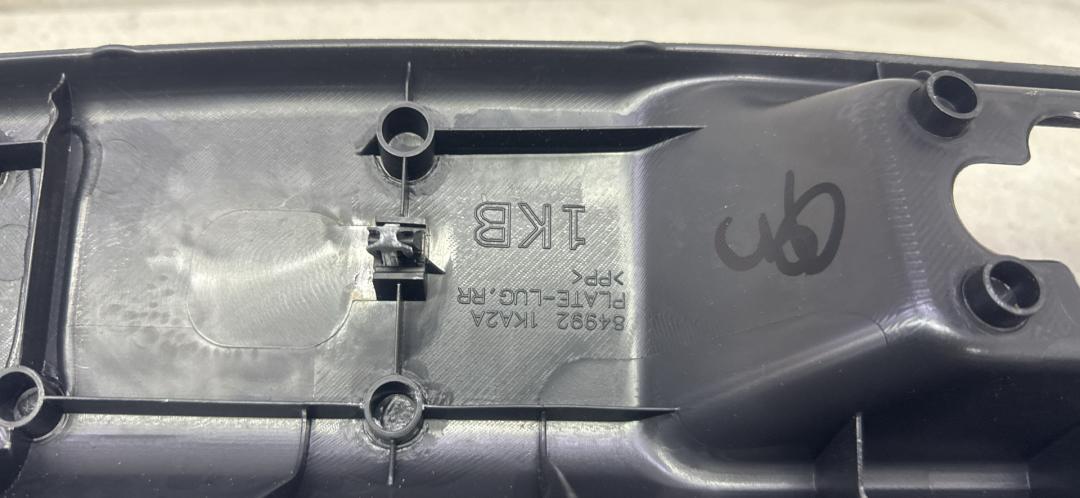 84992 1KA2A
PLATE-LUG,RR
>PP<
1KB